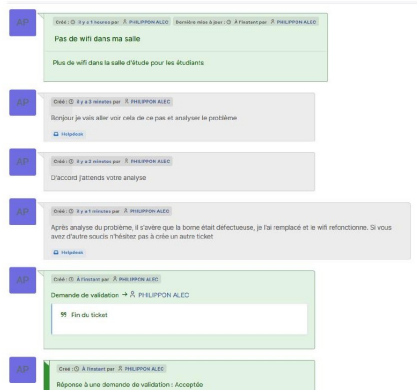 AP
Créé : Il y a 1 heures par PHILIPPON ALEC Dernière mise à jour : À l'instant par PHILIPPON ALEC
Pas de wifi dans ma salle
Plus de wifi dans la salle d'étude pour les étudiants
AP
Créé : Il y a 3 minutes par PHILIPPON ALEC
Bonjour je vais aller voir cela de ce pas et analyser le problème
Helpdesk
AP
Créé : Il y a 2 minutes par PHILIPPON ALEC
D'accord j'attends votre analyse
AP
Créé : Il y a 1 minutes par PHILIPPON ALEC
Après analyse du problème, il s'avère que la borne était défectueuse, je l'ai remplacé et le wifi refonctionne. Si vous
avez d'autre soucis n'hésitez pas à crée un autre ticket
Helpdesk
AP
Créé : À l'instant par PHILIPPON ALEC
Demande de validation → PHILIPPON ALEC
" Fin du ticket
AP
Créé : À l'instant par PHILIPPON ALEC
Réponse à une demande de validation : Acceptée